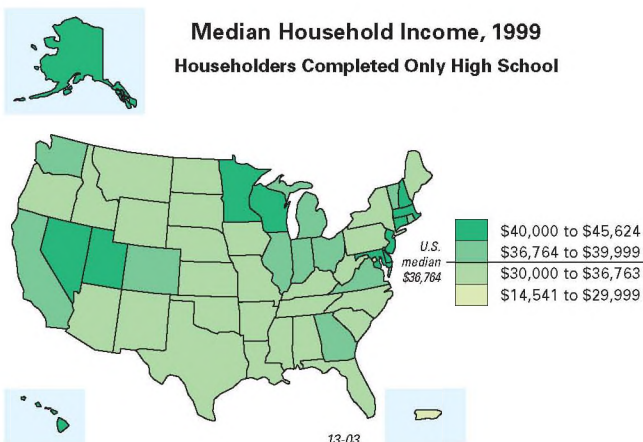 Median Household Income, 1999
Householders Completed Only High School
$40,000 to $45,624
$36,764 to $39,999
U.S.
median
$36,764
$30,000 to $36,763
$14,541 to $29,999
13-03